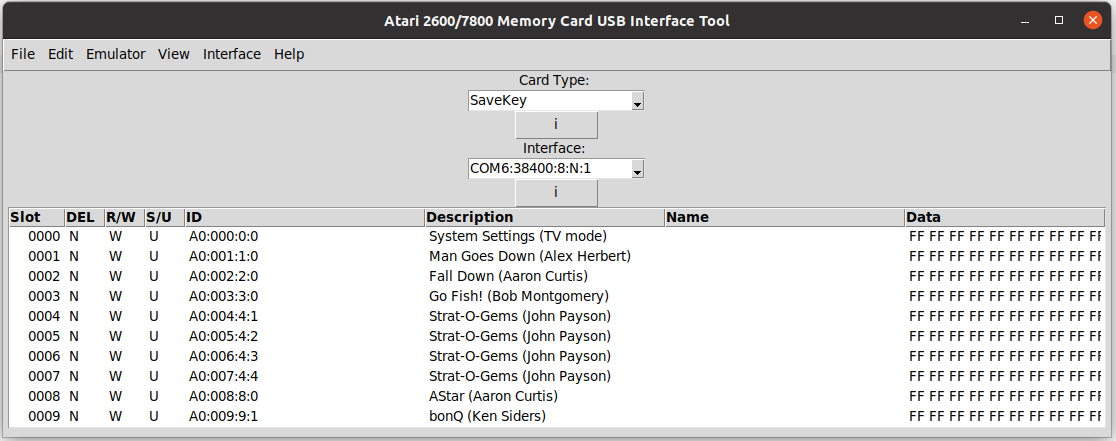 Atari 2600/7800 Memory Card USB Interface Tool
File Edit Emulator View Interface Help
Card Type:
SaveKey
i
Interface:
COM6:38400:8:N:1
i
Slot DEL R/W S/U ID Description Name Data
0000 N W U A0:000:0:0 System Settings (TV mode) FF FF FF FF FF FF FF FF FF FF
0001 N W U A0:001:1:0 Man Goes Down (Alex Herbert) FF FF FF FF FF FF FF FF FF FF
0002 N W U A0:002:2:0 Fall Down (Aaron Curtis) FF FF FF FF FF FF FF FF FF FF
0003 N W U A0:003:3:0 Go Fish! (Bob Montgomery) FF FF FF FF FF FF FF FF FF FF
0004 N W U A0:004:4:1 Strat-O-Gems (John Payson) FF FF FF FF FF FF FF FF FF FF
0005 N W U A0:005:4:2 Strat-O-Gems (John Payson) FF FF FF FF FF FF FF FF FF FF
0006 N W U A0:006:4:3 Strat-O-Gems (John Payson) FF FF FF FF FF FF FF FF FF FF
0007 N W U A0:007:4:4 Strat-O-Gems (John Payson) FF FF FF FF FF FF FF FF FF FF
0008 N W U A0:008:8:0 AStar (Aaron Curtis) FF FF FF FF FF FF FF FF FF FF
0009 N W U A0:009:9:1 bonQ (Ken Siders) FF FF FF FF FF FF FF FF FF FF